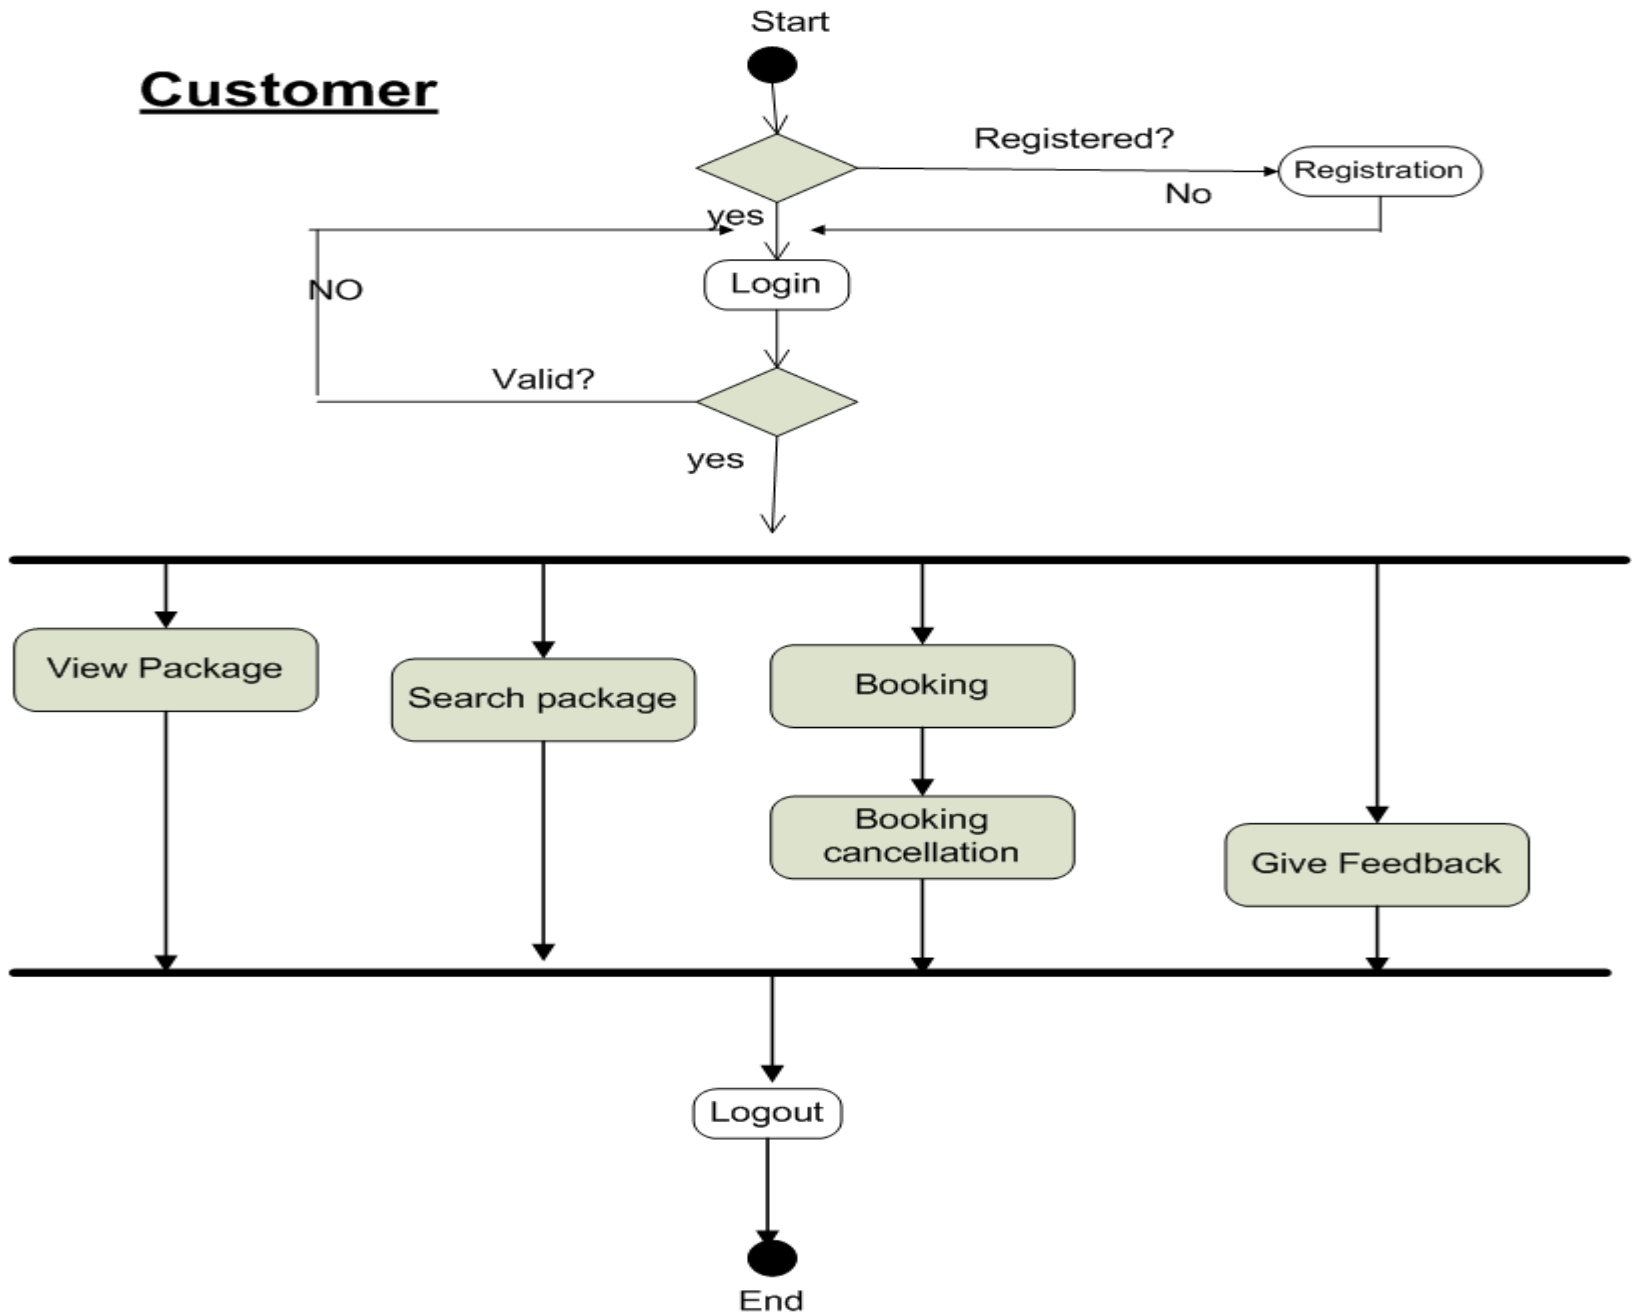 Start
Customer
Registered?
Registration
No
yes
Login
NO
Valid?
yes
View Package
Search package
Booking
Booking
cancellation
Give Feedback
Logout
End